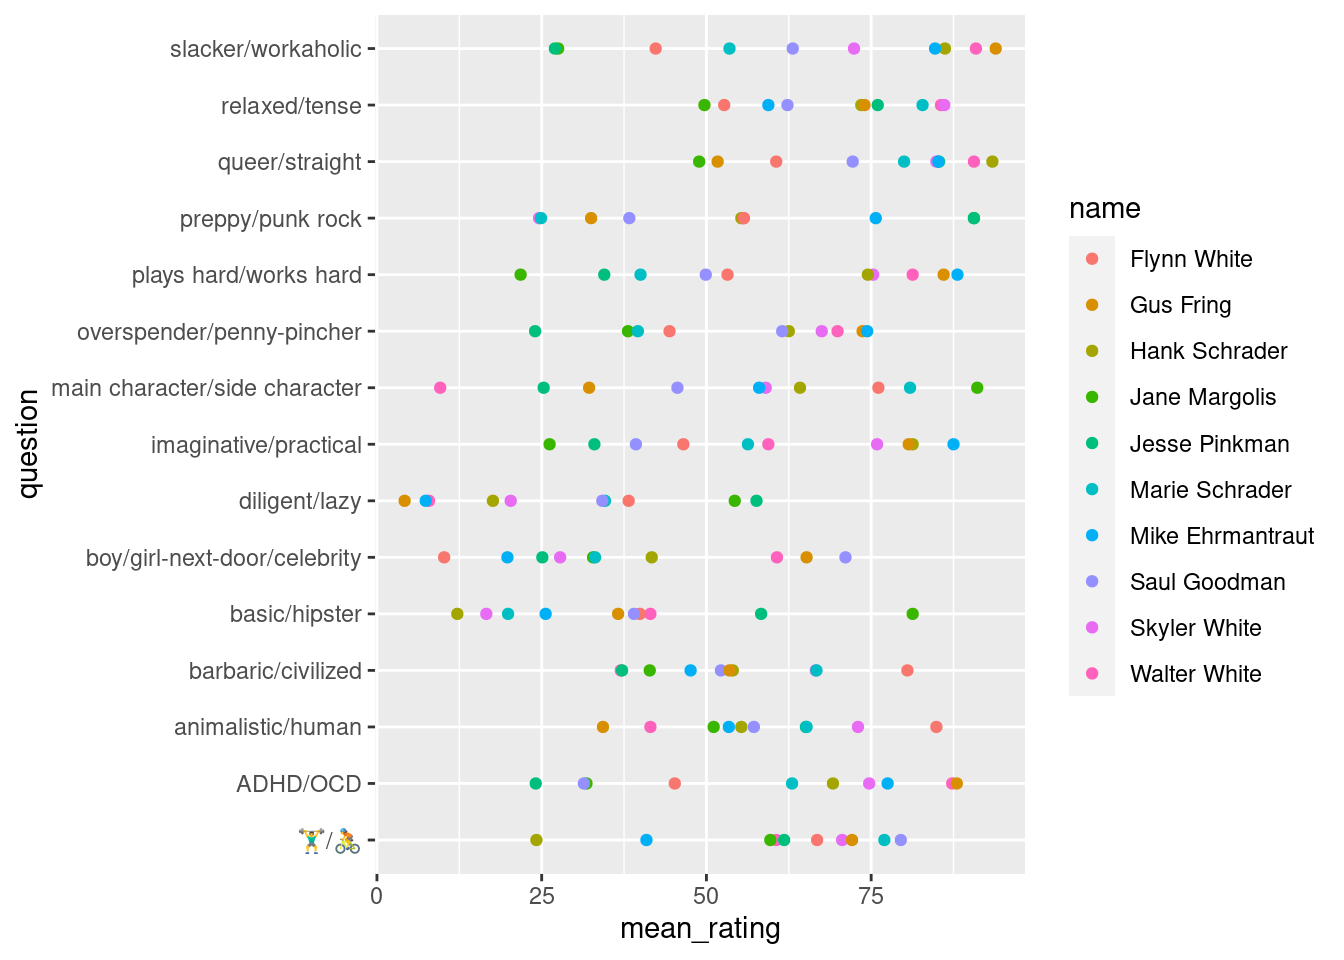 slacker/workaholic
relaxed/tense
queer/straight
preppy/punk rock
plays hard/works hard
overspender/penny-pincher
main character/side character
imaginative/practical
diligent/lazy
boy/girl-next-door/celebrity
basic/hipster
barbaric/civilized
animalistic/human
ADHD/OCD
🏋️‍♂️/🚴
question
0 25 50 75
mean_rating
name
Flynn White
Gus Fring
Hank Schrader
Jane Margolis
Jesse Pinkman
Marie Schrader
Mike Ehrmantraut
Saul Goodman
Skyler White
Walter White